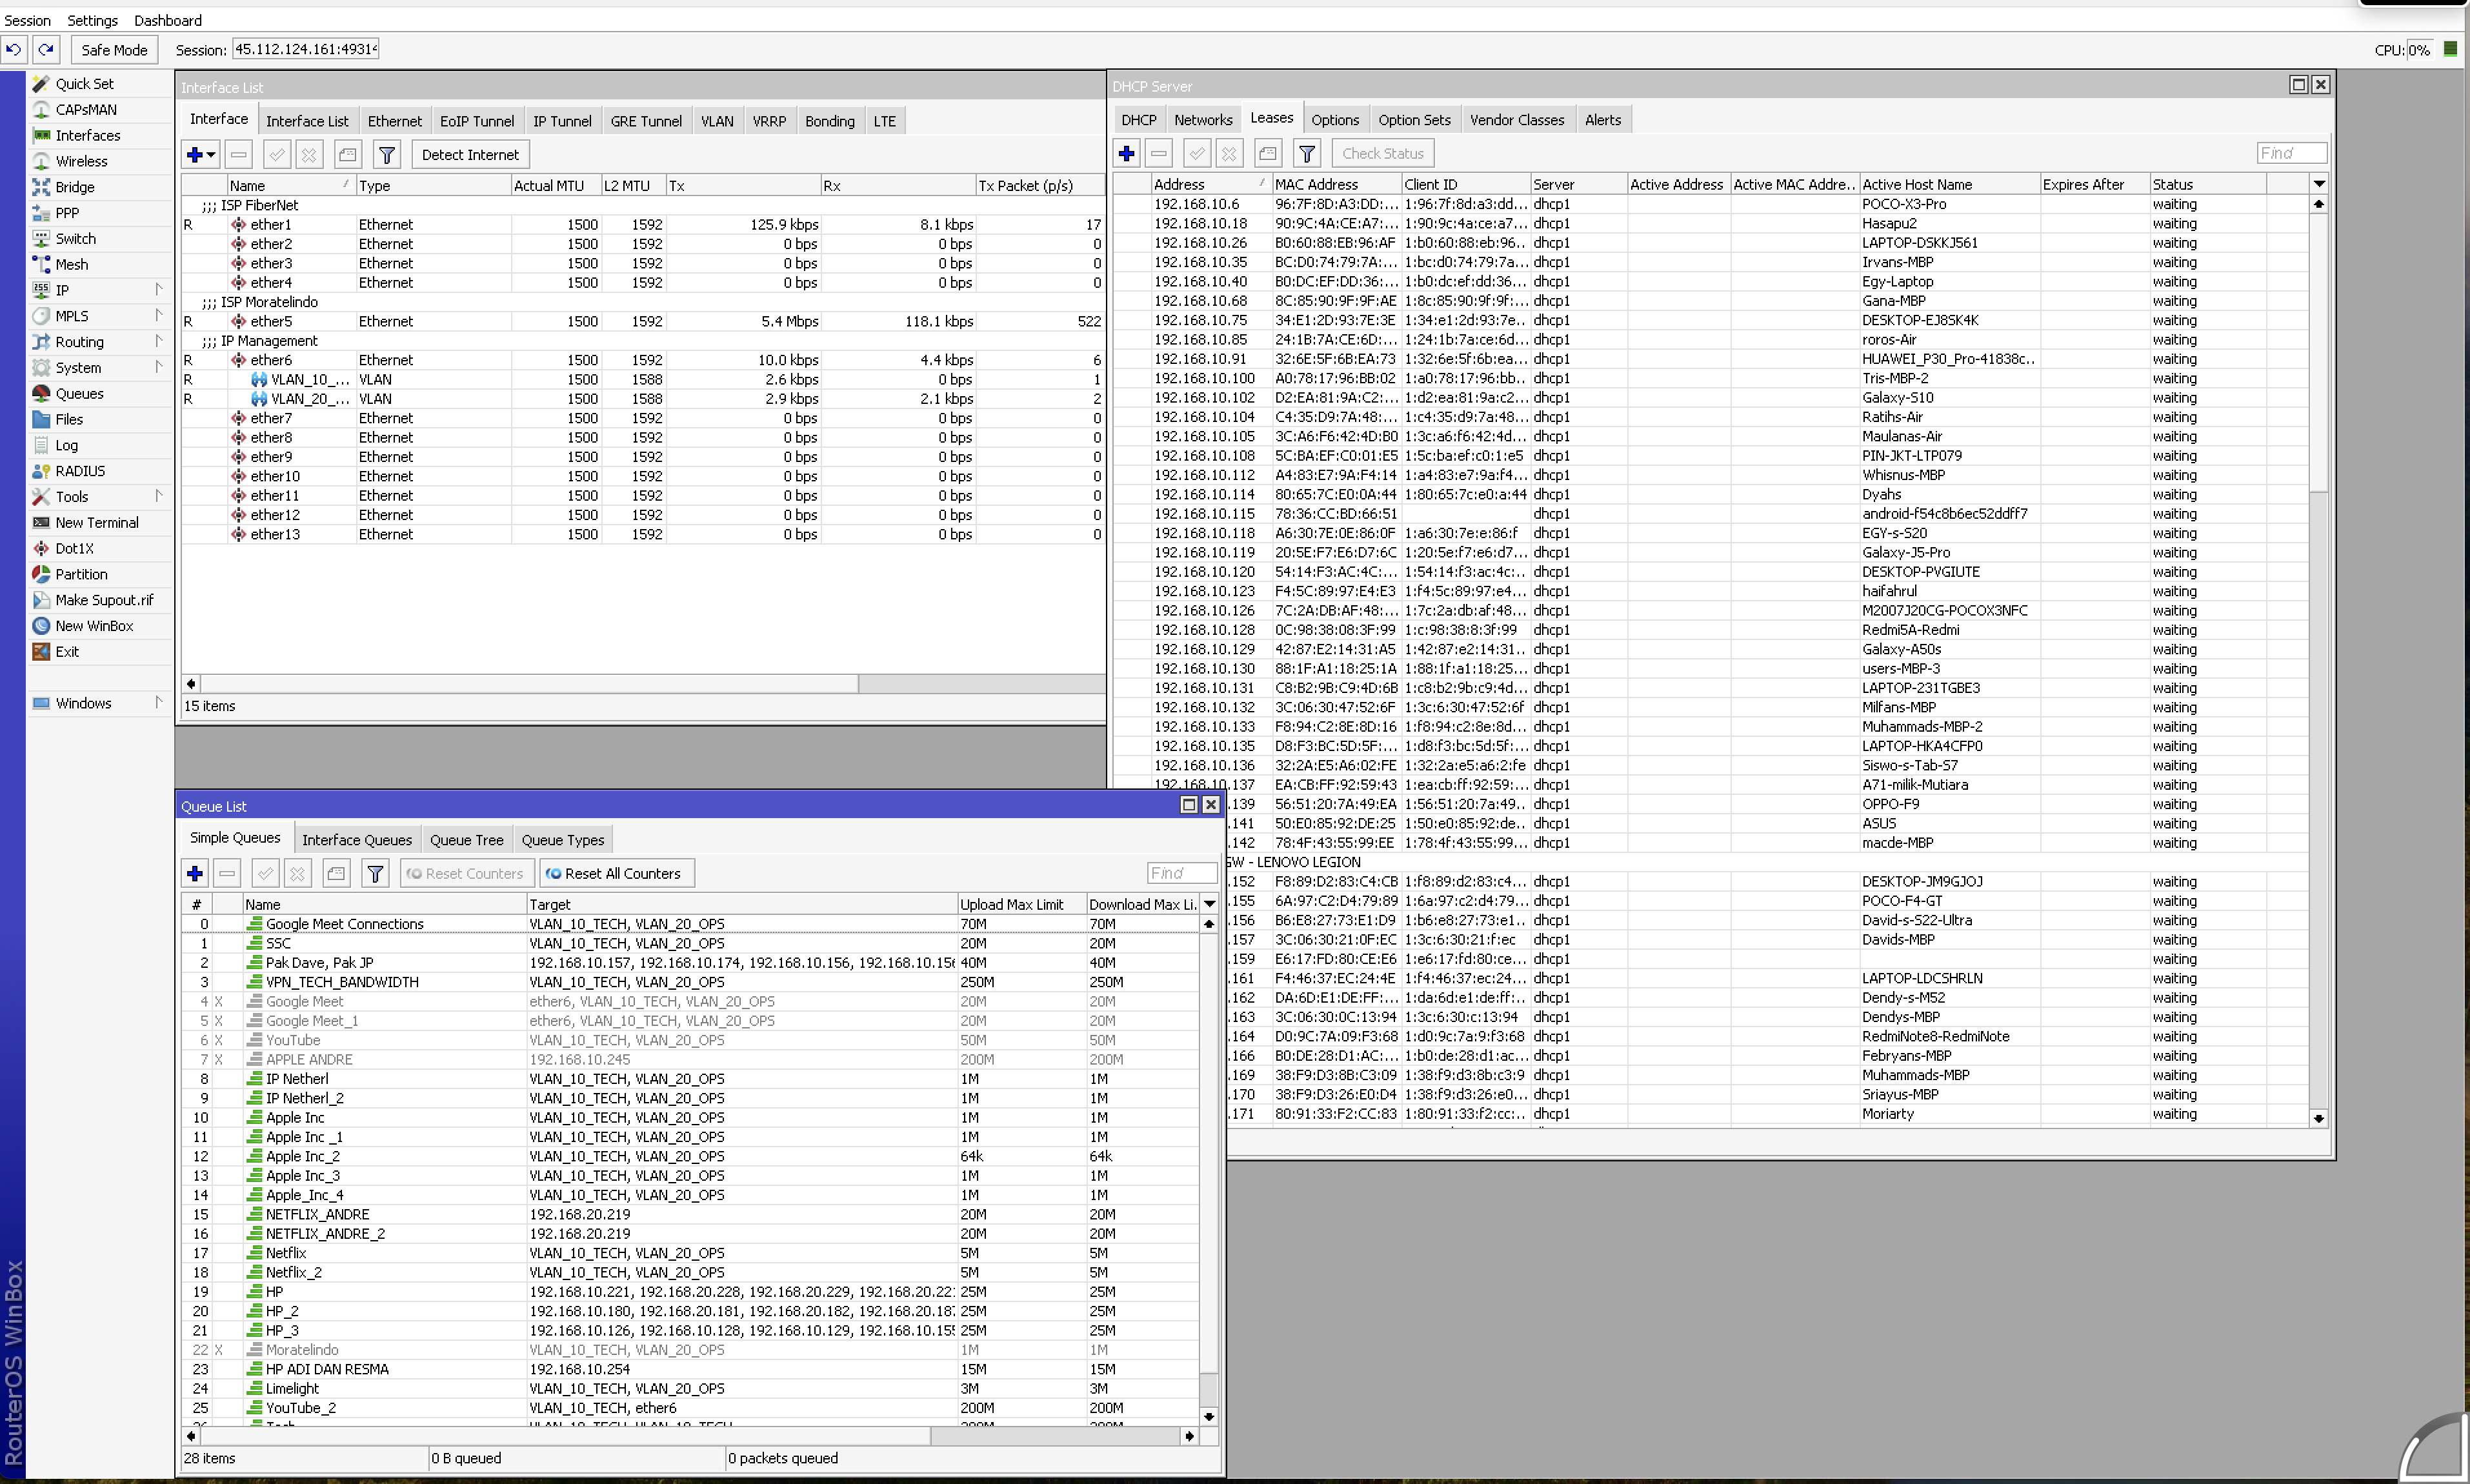 Session Settings Dashboard
Safe Mode Session: 45.112.124.161:4931 CPU: 0%
Quick Set
CAPsMAN
Interfaces
Wireless
Bridge
PPP
Switch
Mesh
IP
MPLS
Routing
System
Queues
Files
Log
RADIUS
Tools
New Terminal
Dot1X
Partition
Make Supout.rif
New WinBox
Exit
Windows
RouterOS WinBox
Interface List
Interface Interface List Ethernet EoIP Tunnel IP Tunnel GRE Tunnel VLAN VRRP Bonding LTE
Detect Internet
Name Type Actual MTU L2 MTU Tx Rx Tx Packet (p/s)
;;; ISP FiberNet
R ether1 Ethernet 1500 1592 125.9 kbps 8.1 kbps 17
ether2 Ethernet 1500 1592 0 bps 0 bps 0
ether3 Ethernet 1500 1592 0 bps 0 bps 0
ether4 Ethernet 1500 1592 0 bps 0 bps 0
;;; ISP Moratelindo
R ether5 Ethernet 1500 1592 5.4 Mbps 118.1 kbps 522
;;; IP Management
R ether6 Ethernet 1500 1592 10.0 kbps 4.4 kbps 6
R VLAN_10_... VLAN 1500 1588 2.6 kbps 0 bps 1
R VLAN_20_... VLAN 1500 1588 2.9 kbps 2.1 kbps 2
ether7 Ethernet 1500 1592 0 bps 0 bps 0
ether8 Ethernet 1500 1592 0 bps 0 bps 0
ether9 Ethernet 1500 1592 0 bps 0 bps 0
ether10 Ethernet 1500 1592 0 bps 0 bps 0
ether11 Ethernet 1500 1592 0 bps 0 bps 0
ether12 Ethernet 1500 1592 0 bps 0 bps 0
ether13 Ethernet 1500 1592 0 bps 0 bps 0
15 items
DHCP Server
DHCP Networks Leases Options Option Sets Vendor Classes Alerts
Check Status Find
Address MAC Address Client ID Server Active Address Active MAC Addre... Active Host Name Expires After Status
192.168.10.6 96:7F:8D:A3:DD:... 1:96:7f:8d:a3:dd... dhcp1 POCO-X3-Pro waiting
192.168.10.18 90:9C:4A:CE:A7:... 1:90:9c:4a:ce:a7... dhcp1 Hasapu2 waiting
192.168.10.26 B0:60:88:EB:96:AF 1:b0:60:88:eb:96... dhcp1 LAPTOP-DSKKJ561 waiting
192.168.10.35 BC:D0:74:79:7A:... 1:bc:d0:74:79:7a... dhcp1 Irvans-MBP waiting
192.168.10.40 B0:DC:EF:DD:36:... 1:b0:dc:ef:dd:36... dhcp1 Egy-Laptop waiting
192.168.10.68 8C:85:90:9F:9F:AE 1:8c:85:90:9f:9f:... dhcp1 Gana-MBP waiting
192.168.10.75 34:E1:2D:93:7E:3E 1:34:e1:2d:93:7e... dhcp1 DESKTOP-EJ8SK4K waiting
192.168.10.85 24:1B:7A:CE:6D:... 1:24:1b:7a:ce:6d... dhcp1 roros-Air waiting
192.168.10.91 32:6E:5F:6B:EA:73 1:32:6e:5f:6b:ea... dhcp1 HUAWEI_P30_Pro-41838c... waiting
192.168.10.100 A0:78:17:96:BB:02 1:a0:78:17:96:bb... dhcp1 Tris-MBP-2 waiting
192.168.10.102 D2:EA:81:9A:C2:... 1:d2:ea:81:9a:c2... dhcp1 Galaxy-S10 waiting
192.168.10.104 C4:35:D9:7A:48:... 1:c4:35:d9:7a:48... dhcp1 Ratihs-Air waiting
192.168.10.105 3C:A6:F6:42:4D:B0 1:3c:a6:f6:42:4d... dhcp1 Maulanas-Air waiting
192.168.10.108 5C:BA:EF:C0:01:E5 1:5c:ba:ef:c0:1:e5 dhcp1 PIN-JKT-LTP079 waiting
192.168.10.112 A4:83:E7:9A:F4:14 1:a4:83:e7:9a:f4... dhcp1 Whisnus-MBP waiting
192.168.10.114 80:65:7C:E0:0A:44 1:80:65:7c:e0:a:44 dhcp1 Dyahs waiting
192.168.10.115 78:36:CC:BD:66:51 dhcp1 android-f54c8b6ec52ddff7 waiting
192.168.10.118 A6:30:7E:0E:86:0F 1:a6:30:7e:e:86:f dhcp1 EGY-s-S20 waiting
192.168.10.119 20:5E:F7:E6:D7:6C 1:20:5e:f7:e6:d7... dhcp1 Galaxy-J5-Pro waiting
192.168.10.120 54:14:F3:AC:4C:... 1:54:14:f3:ac:4c:... dhcp1 DESKTOP-PVGIUTE waiting
192.168.10.123 F4:5C:89:97:E4:E3 1:f4:5c:89:97:e4... dhcp1 haifahrul waiting
192.168.10.126 7C:2A:DB:AF:48:... 1:7c:2a:db:af:48... dhcp1 M2007J20CG-POCOX3NFC waiting
192.168.10.128 0C:98:38:08:3F:99 1:c:98:38:8:3f:99 dhcp1 Redmi5A-Redmi waiting
192.168.10.129 42:87:E2:14:31:A5 1:42:87:e2:14:31... dhcp1 Galaxy-A50s waiting
192.168.10.130 88:1F:A1:18:25:1A 1:88:1f:a1:18:25... dhcp1 users-MBP-3 waiting
192.168.10.131 C8:B2:9B:C9:4D:6B 1:c8:b2:9b:c9:4d... dhcp1 LAPTOP-231TGBE3 waiting
192.168.10.132 3C:06:30:47:52:6F 1:3c:6:30:47:52:6f dhcp1 Milfans-MBP waiting
192.168.10.133 F8:94:C2:8E:8D:16 1:f8:94:c2:8e:8d... dhcp1 Muhammads-MBP-2 waiting
192.168.10.135 D8:F3:BC:5D:5F:... 1:d8:f3:bc:5d:5f:... dhcp1 LAPTOP-HKA4CFP0 waiting
192.168.10.136 32:2A:E5:A6:02:FE 1:32:2a:e5:a6:2:fe dhcp1 Siswo-s-Tab-S7 waiting
192.168.10.137 EA:CB:FF:92:59:43 1:ea:cb:ff:92:59:... dhcp1 A71-milik-Mutiara waiting
.139 56:51:20:7A:49:EA 1:56:51:20:7a:49... dhcp1 OPPO-F9 waiting
.141 50:E0:85:92:DE:25 1:50:e0:85:92:de... dhcp1 ASUS waiting
.142 78:4F:43:55:99:EE 1:78:4f:43:55:99... dhcp1 macde-MBP waiting
GW - LENOVO LEGION
.152 F8:89:D2:83:C4:CB 1:f8:89:d2:83:c4... dhcp1 DESKTOP-JM9GJOJ waiting
.155 6A:97:C2:D4:79:89 1:6a:97:c2:d4:79... dhcp1 POCO-F4-GT waiting
.156 B6:E8:27:73:E1:D9 1:b6:e8:27:73:e1... dhcp1 David-s-S22-Ultra waiting
.157 3C:06:30:21:0F:EC 1:3c:6:30:21:f:ec dhcp1 Davids-MBP waiting
.159 E6:17:FD:80:CE:E6 1:e6:17:fd:80:ce... dhcp1 waiting
.161 F4:46:37:EC:24:4E 1:f4:46:37:ec:24... dhcp1 LAPTOP-LDCSHRLN waiting
.162 DA:6D:E1:DE:FF:... 1:da:6d:e1:de:ff:... dhcp1 Dendy-s-M52 waiting
.163 3C:06:30:0C:13:94 1:3c:6:30:c:13:94 dhcp1 Dendys-MBP waiting
.164 D0:9C:7A:09:F3:68 1:d0:9c:7a:9:f3:68 dhcp1 RedmiNote8-RedmiNote waiting
.166 B0:DE:28:D1:AC:... 1:b0:de:28:d1:ac... dhcp1 Febryans-MBP waiting
.169 38:F9:D3:8B:C3:09 1:38:f9:d3:8b:c3:9 dhcp1 Muhammads-MBP waiting
.170 38:F9:D3:26:E0:D4 1:38:f9:d3:26:e0... dhcp1 Sriayus-MBP waiting
.171 80:91:33:F2:CC:83 1:80:91:33:f2:cc:... dhcp1 Moriarty waiting
Queue List
Simple Queues Interface Queues Queue Tree Queue Types
Reset Counters Reset All Counters Find
# Name Target Upload Max Limit Download Max Li...
0 Google Meet Connections VLAN_10_TECH, VLAN_20_OPS 70M 70M
1 SSC VLAN_10_TECH, VLAN_20_OPS 20M 20M
2 Pak Dave, Pak JP 192.168.10.157, 192.168.10.174, 192.168.10.156, 192.168.10.15 40M 40M
3 VPN_TECH_BANDWIDTH VLAN_10_TECH, VLAN_20_OPS 250M 250M
4 X Google Meet ether6, VLAN_10_TECH, VLAN_20_OPS 20M 20M
5 X Google Meet_1 ether6, VLAN_10_TECH, VLAN_20_OPS 20M 20M
6 X YouTube VLAN_10_TECH, VLAN_20_OPS 50M 50M
7 X APPLE ANDRE 192.168.10.245 200M 200M
8 IP Netherl VLAN_10_TECH, VLAN_20_OPS 1M 1M
9 IP Netherl_2 VLAN_10_TECH, VLAN_20_OPS 1M 1M
10 Apple Inc VLAN_10_TECH, VLAN_20_OPS 1M 1M
11 Apple Inc _1 VLAN_10_TECH, VLAN_20_OPS 1M 1M
12 Apple Inc_2 VLAN_10_TECH, VLAN_20_OPS 64k 64k
13 Apple Inc_3 VLAN_10_TECH, VLAN_20_OPS 1M 1M
14 Apple_Inc_4 VLAN_10_TECH, VLAN_20_OPS 1M 1M
15 NETFLIX_ANDRE 192.168.20.219 20M 20M
16 NETFLIX_ANDRE_2 192.168.20.219 20M 20M
17 Netflix VLAN_10_TECH, VLAN_20_OPS 5M 5M
18 Netflix_2 VLAN_10_TECH, VLAN_20_OPS 5M 5M
19 HP 192.168.10.221, 192.168.20.228, 192.168.20.229, 192.168.20.22 25M 25M
20 HP_2 192.168.10.180, 192.168.20.181, 192.168.20.182, 192.168.20.18 25M 25M
21 HP_3 192.168.10.126, 192.168.10.128, 192.168.10.129, 192.168.10.15 25M 25M
22 X Moratelindo VLAN_10_TECH, VLAN_20_OPS 1M 1M
23 HP ADI DAN RESMA 192.168.10.254 15M 15M
24 Limelight VLAN_10_TECH, VLAN_20_OPS 3M 3M
25 YouTube_2 VLAN_10_TECH, ether6 200M 200M
28 items 0 B queued 0 packets queued